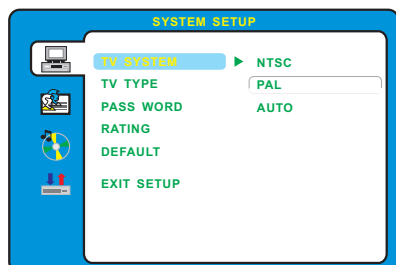 SYSTEM SETUP
TV SYSTEM NTSC
TV TYPE PAL
PASS WORD AUTO
RATING
DEFAULT
EXIT SETUP